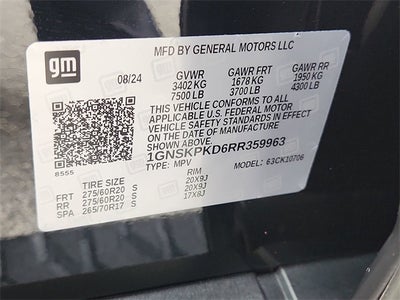 MFD BY GENERAL MOTORS LLC
gm
08/24 GVWR GAWR FRT GAWR RR
3402 KG 1678 KG 1950 KG
7500 LB 3700 LB 4300 LB
THIS VEHICLE CONFORMS TO ALL
APPLICABLE U.S. FEDERAL MOTOR
VEHICLE SAFETY STANDARDS IN EFFECT
ON THE DATE OF MANUFACTURE SHOWN ABOVE.
1GNSKPKD6RR359963
8555 TYPE: MPV MODEL: 63CK10706
TIRE SIZE RIM
FRT 275/60R20 S 20X9J
RR 275/60R20 S 20X9J
SPA 265/70R17 S 17X8J